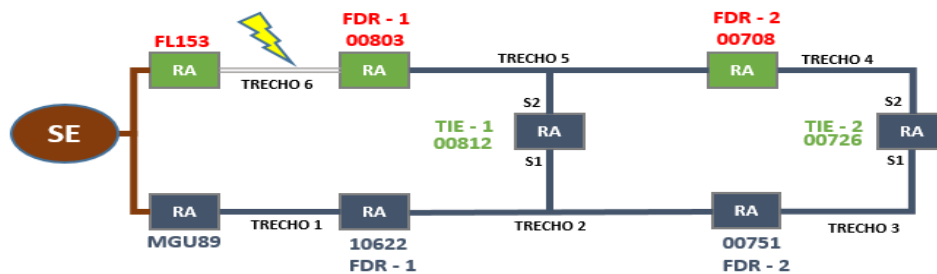 FDR - 1
00803
FDR - 2
00708
FL153
RA
RA
RA
TRECHO 6
TRECHO 5
TRECHO 4
SE
S2
S2
TIE - 1
00812
RA
TIE - 2
00726
RA
S1
S1
RA
MGU89
TRECHO 1
RA
10622
FDR - 1
TRECHO 2
RA
00751
FDR - 2
TRECHO 3